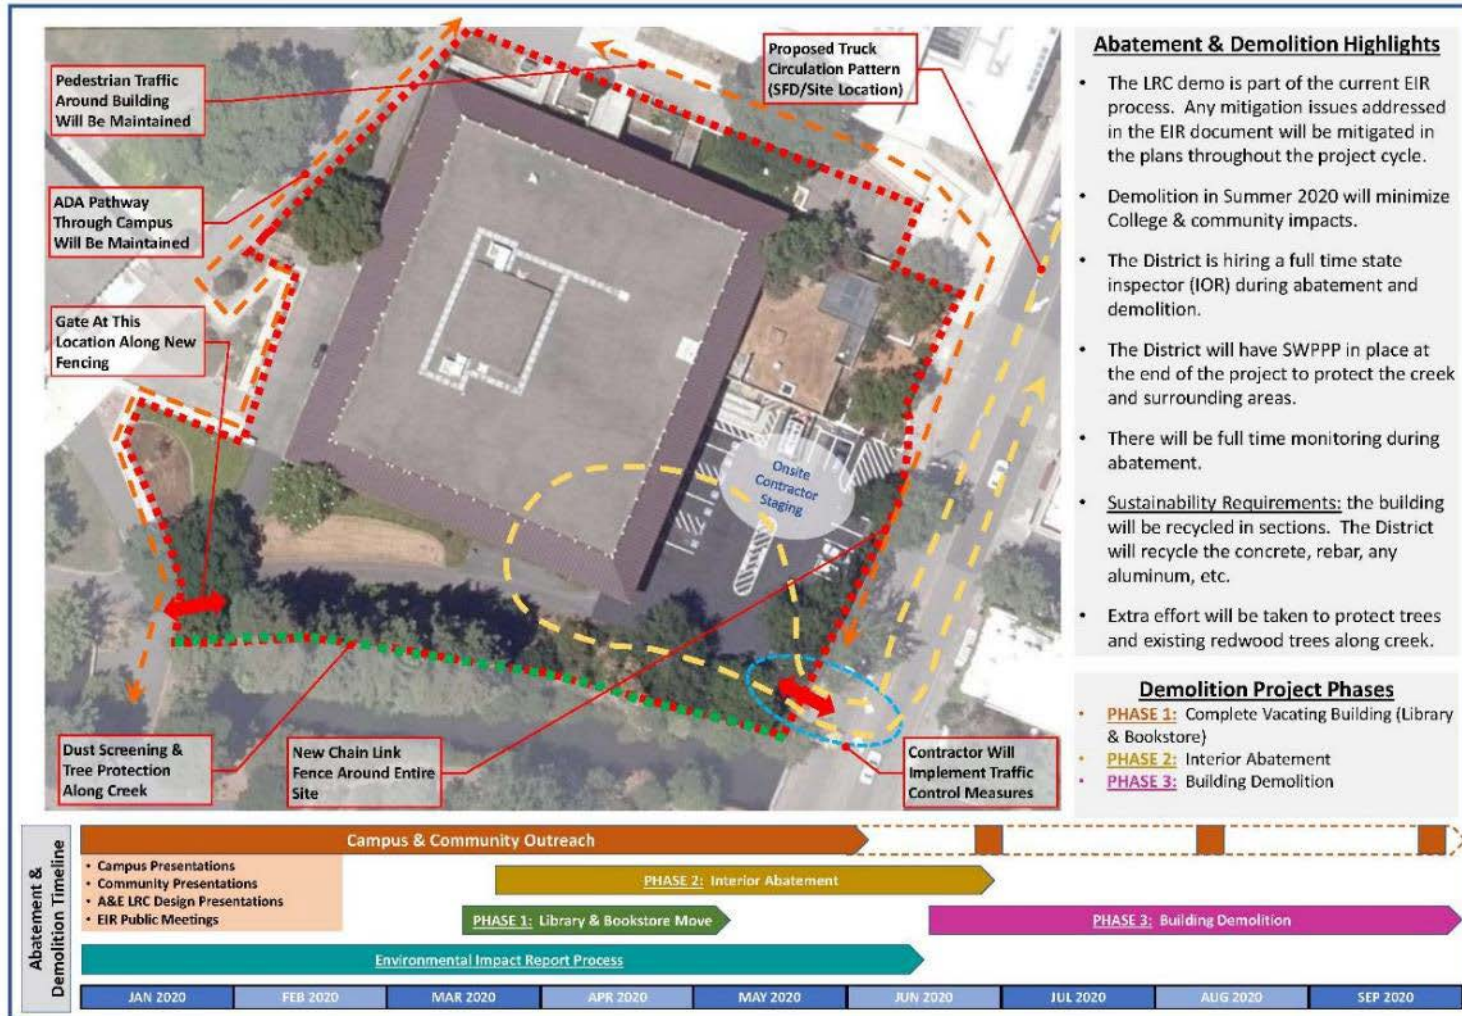 Pedestrian Traffic
Around Building
Will Be Maintained
ADA Pathway
Through Campus
Will Be Maintained
Gate At This
Location Along New
Fencing
Dust Screening &
Tree Protection
Along Creek
New Chain Link
Fence Around Entire
Site
Proposed Truck
Circulation Pattern
(SFD/Site Location)
Onsite
Contractor
Staging
Contractor Will
Implement Traffic
Control Measures
Abatement & Demolition Highlights
• The LRC demo is part of the current EIR
process. Any mitigation issues addressed
in the EIR document will be mitigated in
the plans throughout the project cycle.
• Demolition in Summer 2020 will minimize
College & community impacts.
• The District is hiring a full time state
inspector (IOR) during abatement and
demolition.
• The District will have SWPPP in place at
the end of the project to protect the creek
and surrounding areas.
• There will be full time monitoring during
abatement.
• Sustainability Requirements: the building
will be recycled in sections. The District
will recycle the concrete, rebar, any
aluminum, etc.
• Extra effort will be taken to protect trees
and existing redwood trees along creek.
Demolition Project Phases
• PHASE 1: Complete Vacating Building (Library
& Bookstore)
• PHASE 2: Interior Abatement
• PHASE 3: Building Demolition
Abatement &
Demolition Timeline
Campus & Community Outreach
• Campus Presentations
• Community Presentations
• A&E LRC Design Presentations
• EIR Public Meetings
PHASE 2: Interior Abatement
PHASE 1: Library & Bookstore Move
PHASE 3: Building Demolition
Environmental Impact Report Process
JAN 2020
FEB 2020
MAR 2020
APR 2020
MAY 2020
JUN 2020
JUL 2020
AUG 2020
SEP 2020